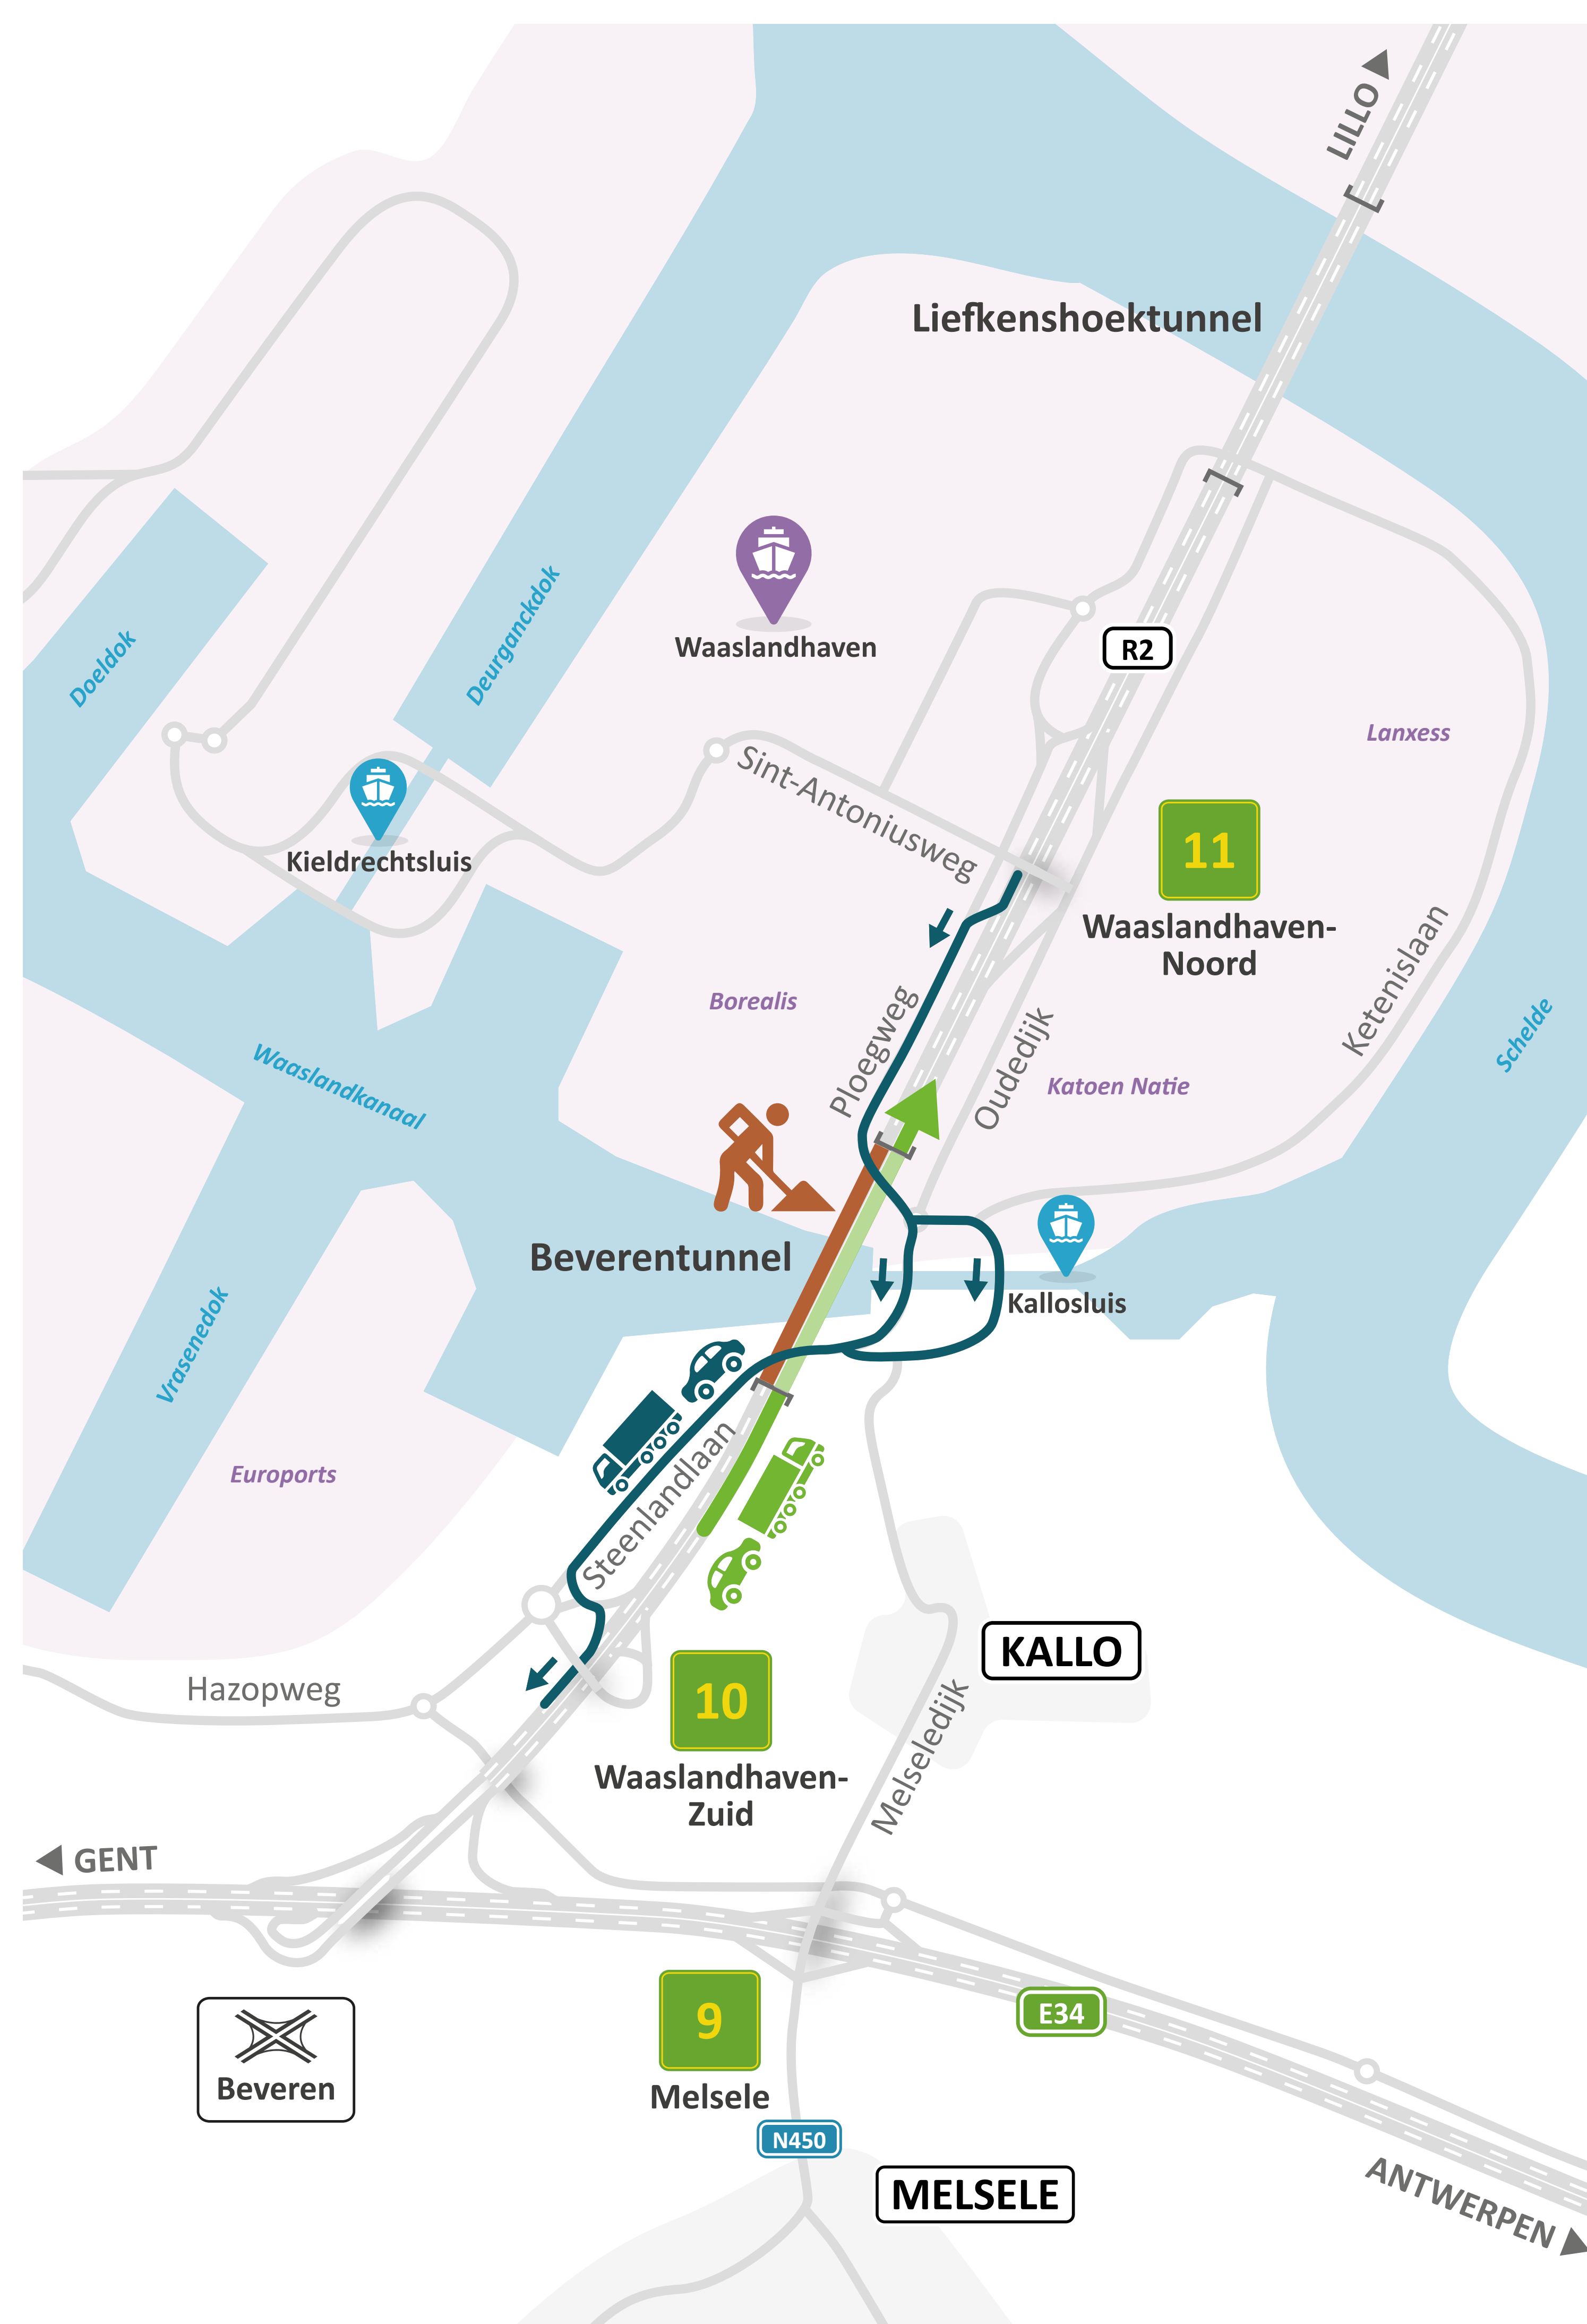 LILLO
Liefkenshoektunnel
Waaslandhaven
R2
Doeldok
Deurganckdok
Lanxess
Sint-Antoniusweg
Kieldrechtsluis
11
Waaslandhaven-
Noord
Ketenislaan
Borealis
Ploegweg
Oudedijk
Katoen Natie
Schelde
Waaslandkanaal
Beverentunnel
Kallosluis
Vrasenedok
Euroports
Steenlandlaan
KALLO
Hazopweg
10
Waaslandhaven-
Zuid
Melseledijk
GENT
9
Melsele
E34
Beveren
N450
MELSELE
ANTWERPEN